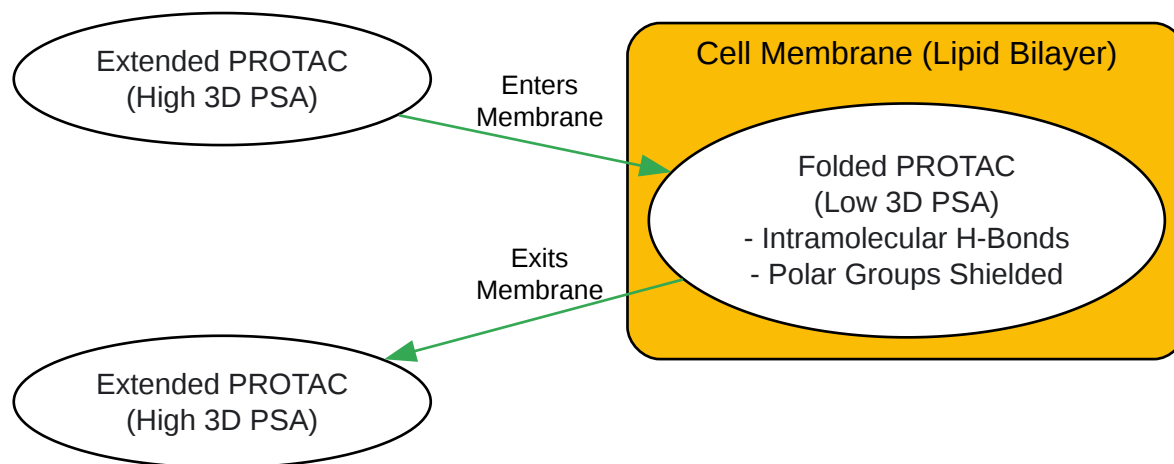 Extended PROTAC
(High 3D PSA)
Enters
Membrane
Cell Membrane (Lipid Bilayer)
Folded PROTAC
(Low 3D PSA)
- Intramolecular H-Bonds
- Polar Groups Shielded
Exits
Membrane
Extended PROTAC
(High 3D PSA)